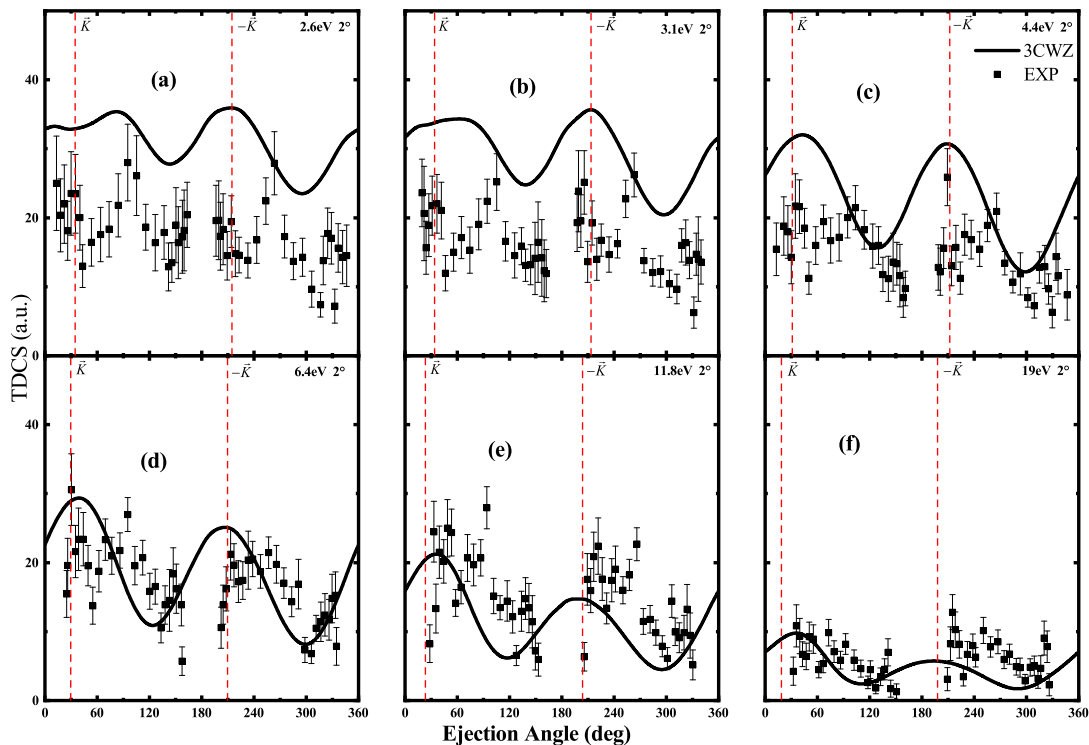 K⃗
−K⃗
2.6eV 2°
(a)
K⃗
−K⃗
3.1eV 2°
(b)
K⃗
−K⃗
4.4eV 2°
3CWZ
EXP
(c)
40
20
0
K⃗
−K⃗
6.4eV 2°
(d)
K⃗
−K⃗
11.8eV 2°
(e)
K⃗
−K⃗
19eV 2°
(f)
40
20
0
TDCS (a.u.)
0 60 120 180 240 300 360
0 60 120 180 240 300 360
0 60 120 180 240 300 360
Ejection Angle (deg)